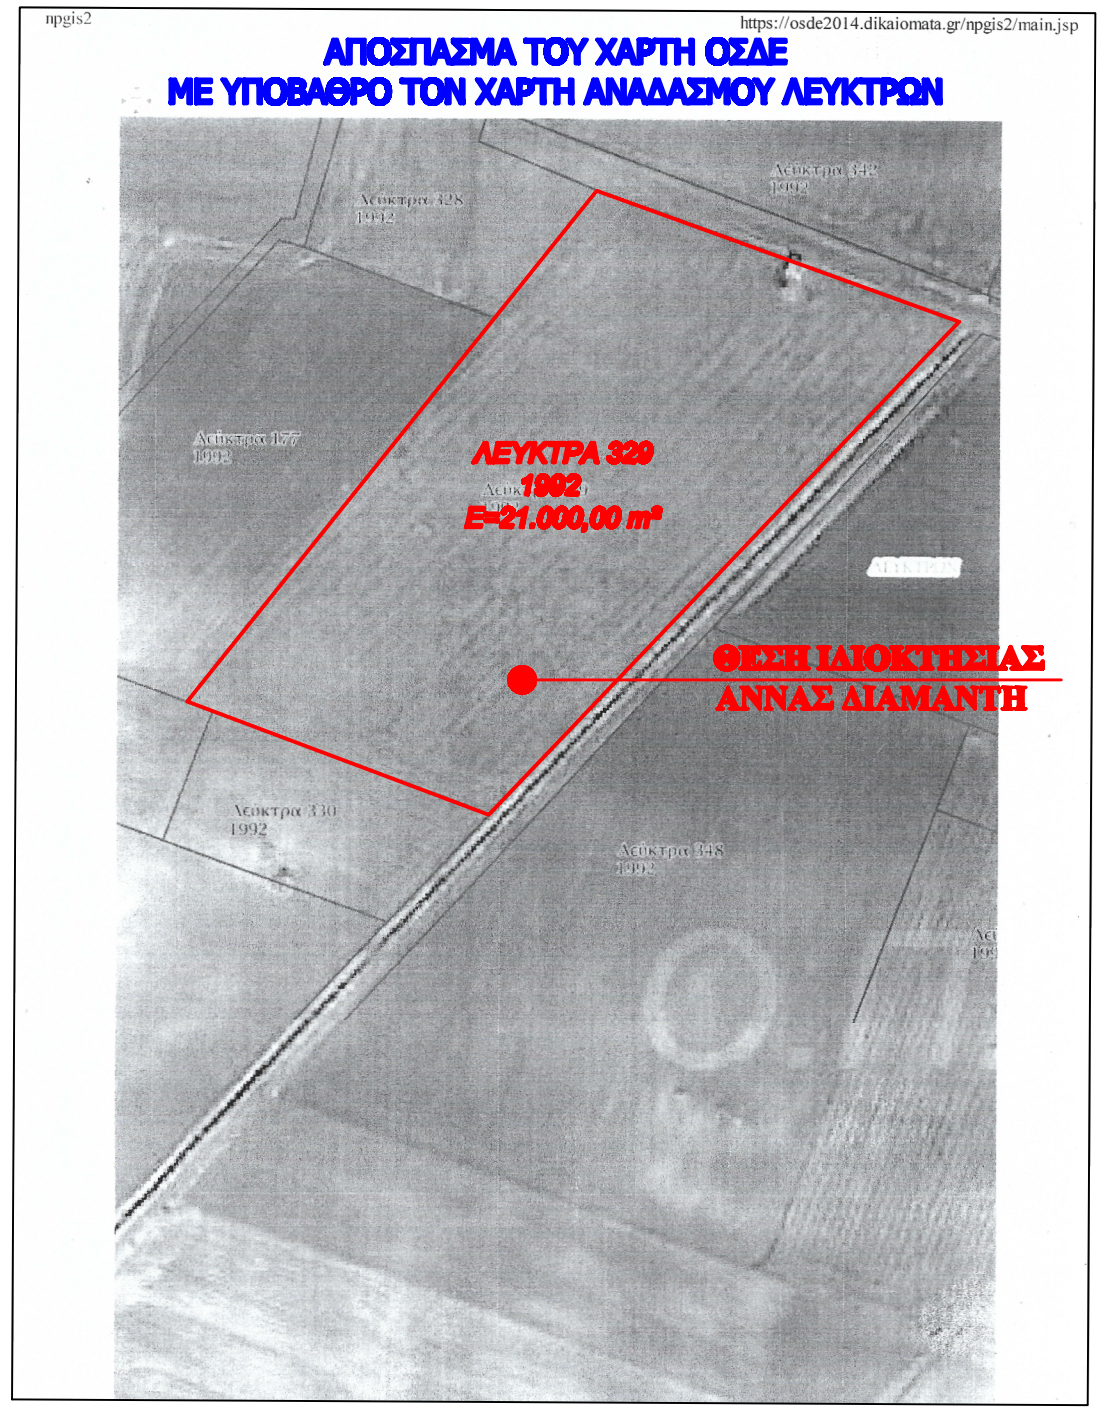 npgis2
https://osde2014.dikaiomata.gr/npgis2/main.jsp
ΑΠΟΣΠΑΣΜΑ ΤΟΥ ΧΑΡΤΗ ΟΣΔΕ
ΜΕ ΥΠΟΒΑΘΡΟ ΤΟΝ ΧΑΡΤΗ ΑΝΑΔΑΣΜΟΥ ΛΕΥΚΤΡΩΝ
Λεύκτρα 342
1992
Λεύκτρα 328
1992
Λεύκτρα 177
1992
ΛΕΥΚΤΡΑ 329
1992
Ε=21.000,00 m²
ΛΕΥΚΤΡΩΝ
ΘΕΣΗ ΙΔΙΟΚΤΗΣΙΑΣ
ΑΝΝΑΣ ΔΙΑΜΑΝΤΗ
Λεύκτρα 330
1992
Λεύκτρα 348
1992